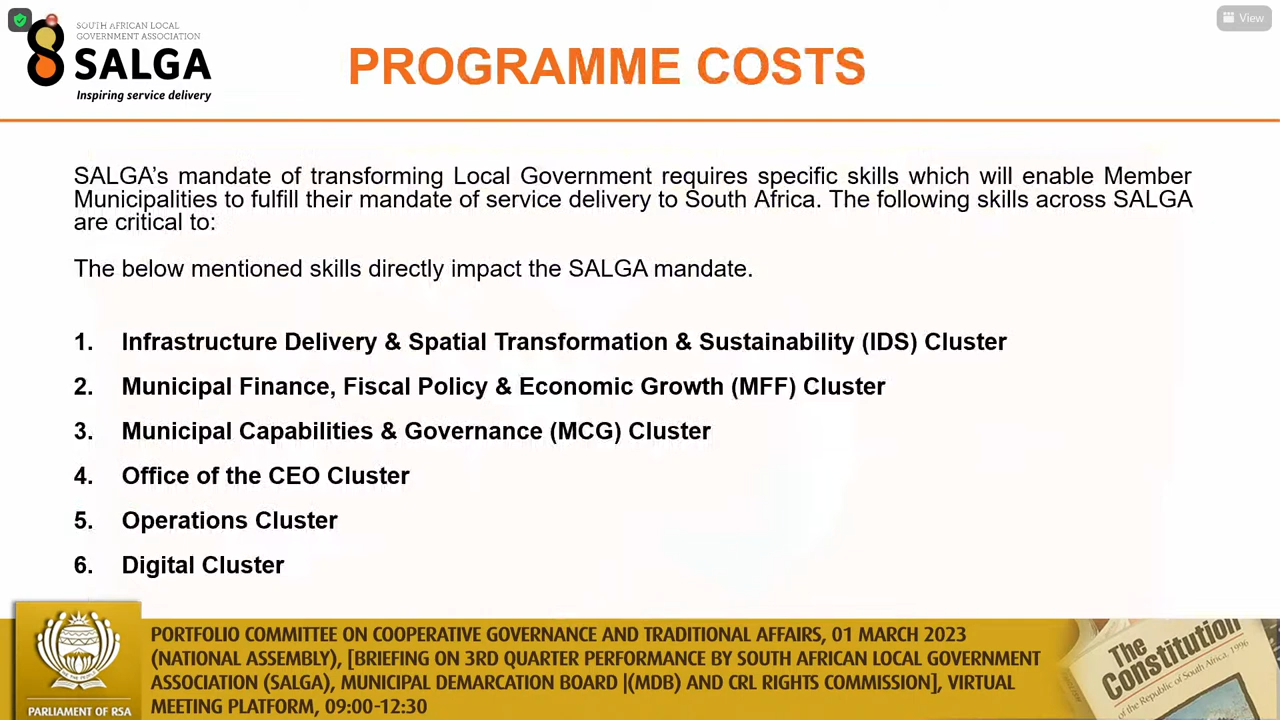 SOUTH AFRICAN LOCAL
GOVERNMENT ASSOCIATION
SALGA
Inspiring service delivery
PROGRAMME COSTS
View
SALGA’s mandate of transforming Local Government requires specific skills which will enable Member
Municipalities to fulfill their mandate of service delivery to South Africa. The following skills across SALGA
are critical to:
The below mentioned skills directly impact the SALGA mandate.
1. Infrastructure Delivery & Spatial Transformation & Sustainability (IDS) Cluster
2. Municipal Finance, Fiscal Policy & Economic Growth (MFF) Cluster
3. Municipal Capabilities & Governance (MCG) Cluster
4. Office of the CEO Cluster
5. Operations Cluster
6. Digital Cluster
PORTFOLIO COMMITTEE ON COOPERATIVE GOVERNANCE AND TRADITIONAL AFFAIRS, 01 MARCH 2023
(NATIONAL ASSEMBLY), [BRIEFING ON 3RD QUARTER PERFORMANCE BY SOUTH AFRICAN LOCAL GOVERNMENT
ASSOCIATION (SALGA), MUNICIPAL DEMARCATION BOARD |(MDB) AND CRL RIGHTS COMMISSION], VIRTUAL
MEETING PLATFORM, 09:00-12:30
PARLIAMENT OF RSA
The
Constitution
of the Republic of South Africa, 1996